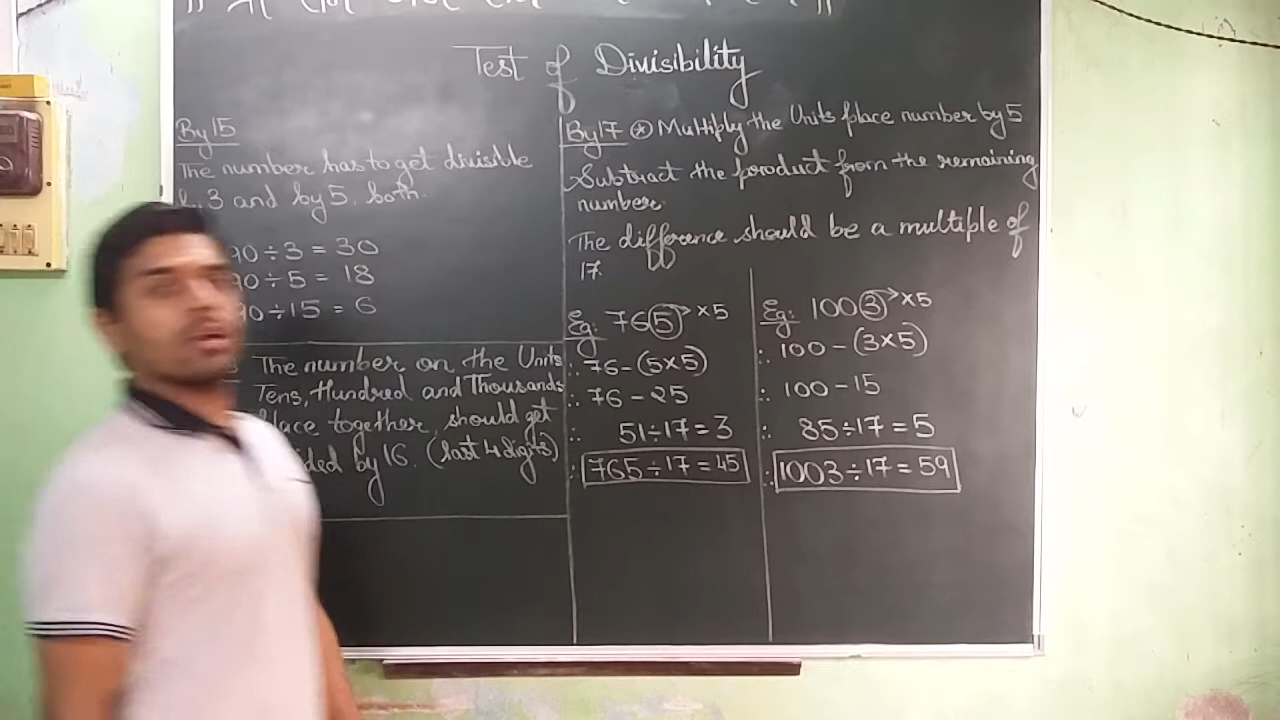 Test of Divisibility
By 15
The number has to get divisible
by 3 and by 5, both.
90 ÷ 3 = 30
90 ÷ 5 = 18
90 ÷ 15 = 6
The number on the Units
Tens, Hundred and Thousands
place together, should get
by 16. (last 4 digits)
By 17 ⊛ Multiply the Units place number by 5
Subtract the product from the remaining
number.
The difference should be a multiple of
17.
Eg: 765 → ×5
∴ 76 - (5×5)
∴ 76 - 25
∴ 51 ÷ 17 = 3
∴ 765 ÷ 17 = 45
Eg: 1003 → ×5
∴ 100 - (3×5)
∴ 100 - 15
∴ 85 ÷ 17 = 5
∴ 1003 ÷ 17 = 59